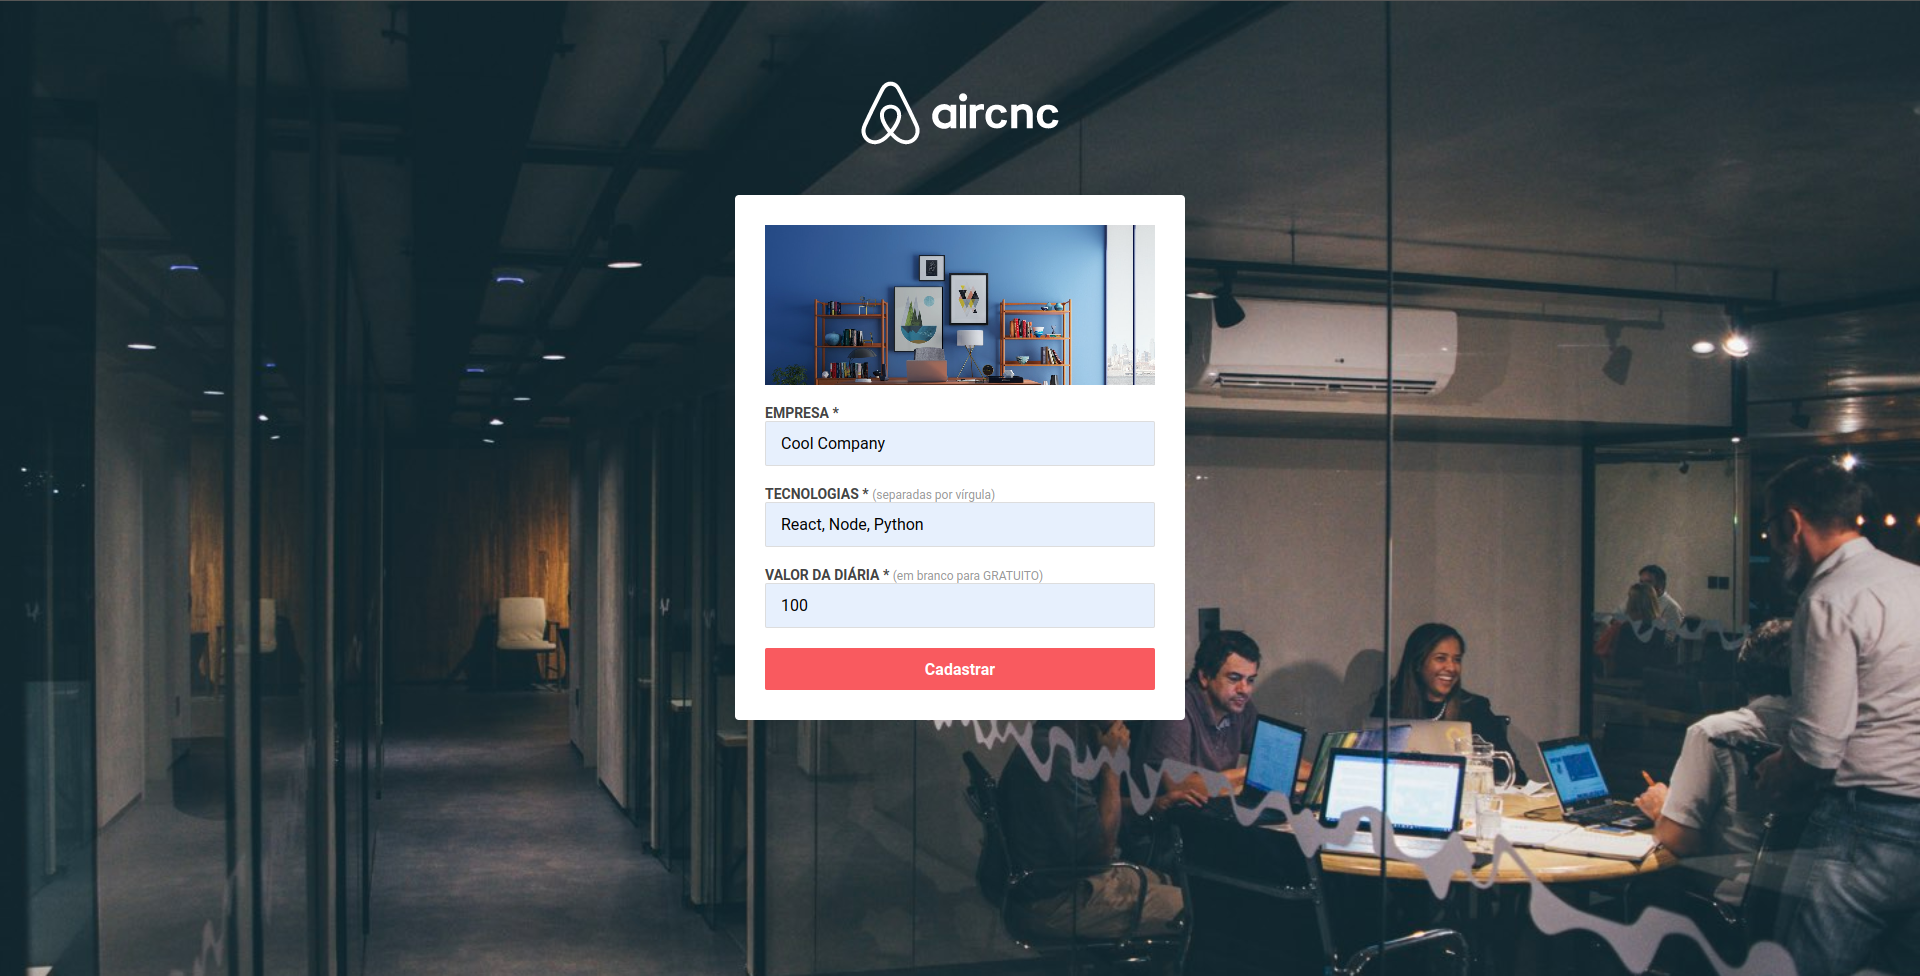 aircnc
EMPRESA *
Cool Company
TECNOLOGIAS * (separadas por vírgula)
React, Node, Python
VALOR DA DIÁRIA * (em branco para GRATUITO)
100
Cadastrar